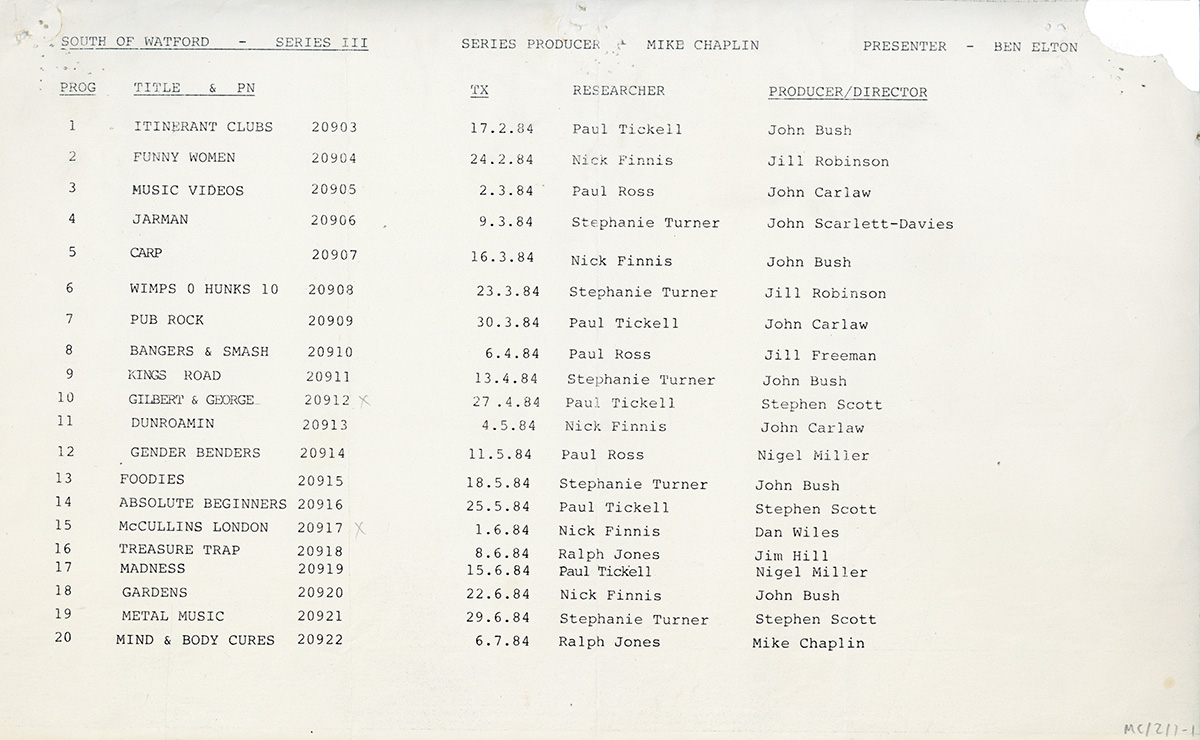 SOUTH OF WATFORD - SERIES III SERIES PRODUCER - MIKE CHAPLIN PRESENTER - BEN ELTON
PROG TITLE & PN TX RESEARCHER PRODUCER/DIRECTOR
1 ITINERANT CLUBS 20903 17.2.84 Paul Tickell John Bush
2 FUNNY WOMEN 20904 24.2.84 Nick Finnis Jill Robinson
3 MUSIC VIDEOS 20905 2.3.84 Paul Ross John Carlaw
4 JARMAN 20906 9.3.84 Stephanie Turner John Scarlett-Davies
5 CARP 20907 16.3.84 Nick Finnis John Bush
6 WIMPS 0 HUNKS 10 20908 23.3.84 Stephanie Turner Jill Robinson
7 PUB ROCK 20909 30.3.84 Paul Tickell John Carlaw
8 BANGERS & SMASH 20910 6.4.84 Paul Ross Jill Freeman
9 KINGS ROAD 20911 13.4.84 Stephanie Turner John Bush
10 GILBERT & GEORGE 20912 x 27.4.84 Paul Tickell Stephen Scott
11 DUNROAMIN 20913 4.5.84 Nick Finnis John Carlaw
12 GENDER BENDERS 20914 11.5.84 Paul Ross Nigel Miller
13 FOODIES 20915 18.5.84 Stephanie Turner John Bush
14 ABSOLUTE BEGINNERS 20916 25.5.84 Paul Tickell Stephen Scott
15 McCULLINS LONDON 20917 x 1.6.84 Nick Finnis Dan Wiles
16 TREASURE TRAP 20918 8.6.84 Ralph Jones Jim Hill
17 MADNESS 20919 15.6.84 Paul Tickell Nigel Miller
18 GARDENS 20920 22.6.84 Nick Finnis John Bush
19 METAL MUSIC 20921 29.6.84 Stephanie Turner Stephen Scott
20 MIND & BODY CURES 20922 6.7.84 Ralph Jones Mike Chaplin
MC/2/1-1